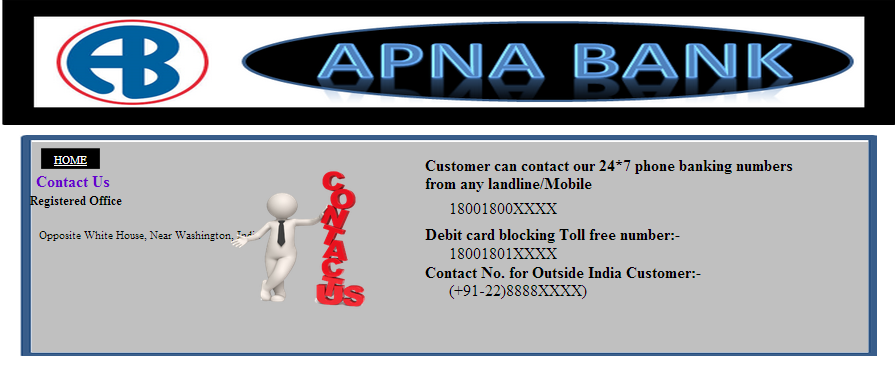 AB
APNA BANK
HOME
Contact Us
Registered Office
Opposite White House, Near Washington,
CONTACT
US
Customer can contact our 24*7 phone banking numbers
from any landline/Mobile
18001800XXXX
Debit card blocking Toll free number:-
18001801XXXX
Contact No. for Outside India Customer:-
(+91-22)8888XXXX)